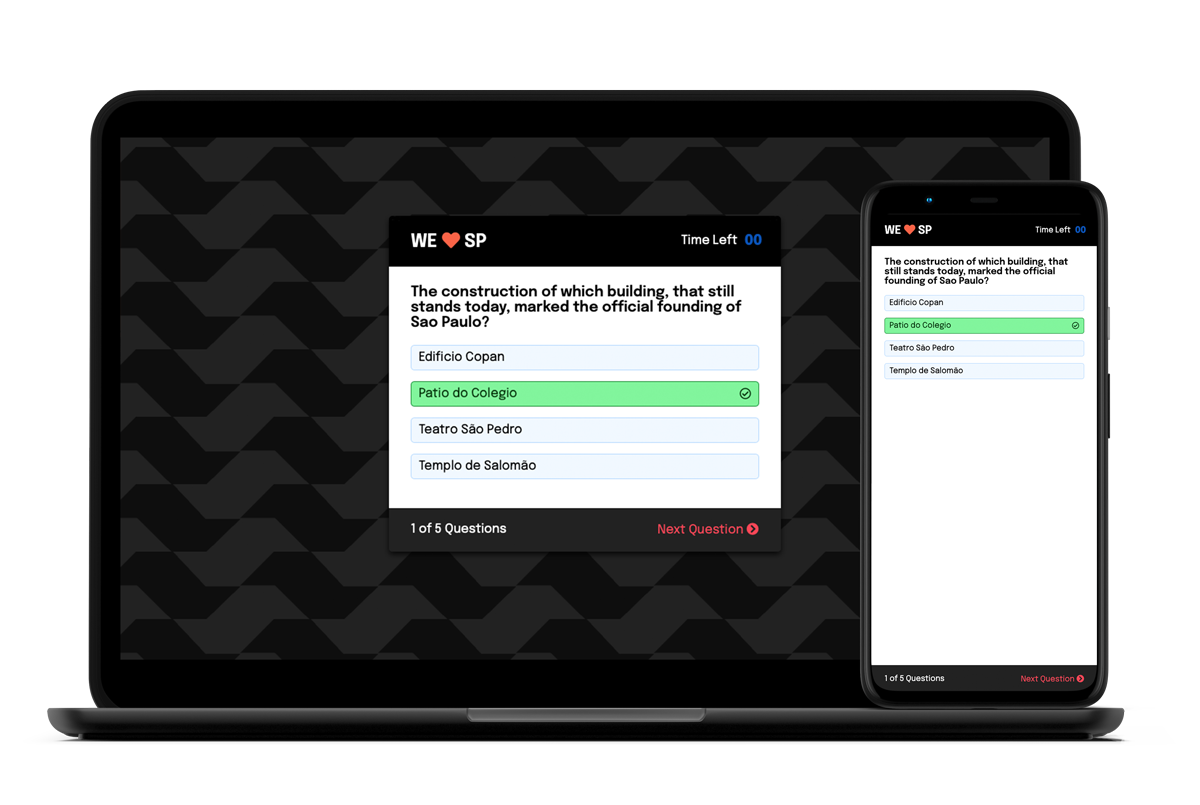 WE ❤ SP
Time Left 00
The construction of which building, that still
stands today, marked the official founding of
Sao Paulo?
Edificio Copan
Patio do Colegio
Teatro São Pedro
Templo de Salomão
1 of 5 Questions
Next Question
WE ❤ SP
Time Left 00
The construction of which building, that
still stands today, marked the official
founding of Sao Paulo?
Edificio Copan
Patio do Colegio
Teatro São Pedro
Templo de Salomão
1 of 5 Questions
Next Question